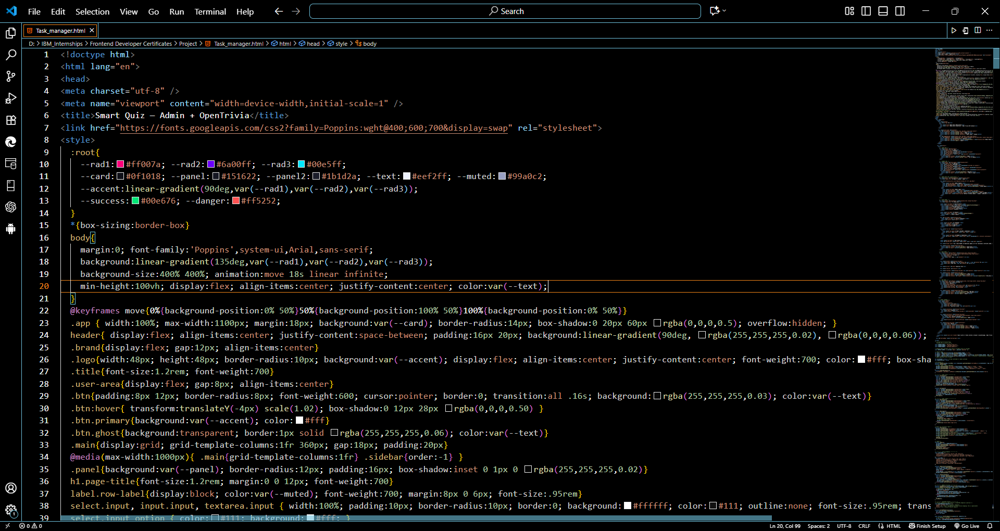 File Edit Selection View Go Run Terminal Help
Search
Task_manager.html
D: > IBM_Internships > Frontend Developer Certificates > Project > Task_manager.html > html > head > style > body
1 <!doctype html>
2 <html lang="en">
3 <head>
4 <meta charset="utf-8" />
5 <meta name="viewport" content="width=device-width,initial-scale=1" />
6 <title>Smart Quiz — Admin + OpenTrivia</title>
7 <link href="https://fonts.googleapis.com/css2?family=Poppins:wght@400;600;700&display=swap" rel="stylesheet">
8 <style>
9 :root{
10 --rad1:#ff007a; --rad2:#6a00ff; --rad3:#00e5ff;
11 --card:#0f1018; --panel:#151622; --panel2:#1b1d2a; --text:#eef2ff; --muted:#99a0c2;
12 --accent:linear-gradient(90deg,var(--rad1),var(--rad2),var(--rad3));
13 --success:#00e676; --danger:#ff5252;
14 }
15 *{box-sizing:border-box}
16 body{
17 margin:0; font-family:'Poppins',system-ui,Arial,sans-serif;
18 background:linear-gradient(135deg,var(--rad1),var(--rad2),var(--rad3));
19 background-size:400% 400%; animation:move 18s linear infinite;
20 min-height:100vh; display:flex; align-items:center; justify-content:center; color:var(--text);
21 }
22 @keyframes move{0%{background-position:0% 50%}50%{background-position:100% 50%}100%{background-position:0% 50%}}
23 .app { width:100%; max-width:1100px; margin:18px; background:var(--card); border-radius:14px; box-shadow:0 20px 60px rgba(0,0,0,0.5); overflow:hidden; }
24 header{ display:flex; align-items:center; justify-content:space-between; padding:16px 20px; background:linear-gradient(90deg, rgba(255,255,255,0.02), rgba(0,0,0,0.06));
25 .brand{display:flex; gap:12px; align-items:center}
26 .logo{width:48px; height:48px; border-radius:10px; background:var(--accent); display:flex; align-items:center; justify-content:center; font-weight:700; color:#fff; box-sha
27 .title{font-size:1.2rem; font-weight:700}
28 .user-area{display:flex; gap:8px; align-items:center}
29 .btn{padding:8px 12px; border-radius:8px; font-weight:600; cursor:pointer; border:0; transition:all .16s; background:rgba(255,255,255,0.03); color:var(--text)}
30 .btn:hover{ transform:translateY(-4px) scale(1.02); box-shadow:0 12px 28px rgba(0,0,0,0.50) }
31 .btn.primary{background:var(--accent); color:#fff}
32 .btn.ghost{background:transparent; border:1px solid rgba(255,255,255,0.06); color:var(--text)}
33 .main{display:grid; grid-template-columns:1fr 360px; gap:18px; padding:20px}
34 @media(max-width:1000px){ .main{grid-template-columns:1fr} .sidebar{order:-1} }
35 .panel{background:var(--panel); border-radius:12px; padding:16px; box-shadow:inset 0 1px 0 rgba(255,255,255,0.02)}
36 h1.page-title{font-size:1.2rem; margin:0 0 12px; font-weight:700}
37 label.row-label{display:block; color:var(--muted); font-weight:700; margin:8px 0 6px; font-size:.95rem}
38 select.input, input.input, textarea.input { width:100%; padding:10px; border-radius:10px; border:0; background:#ffffff; color:#111; outline:none; font-size:.95rem; trans
39 select.input option { color:#111; background:#fff; }
0 0 Ln 20, Col 99 Spaces: 2 UTF-8 CRLF HTML Finish Setup Go Live